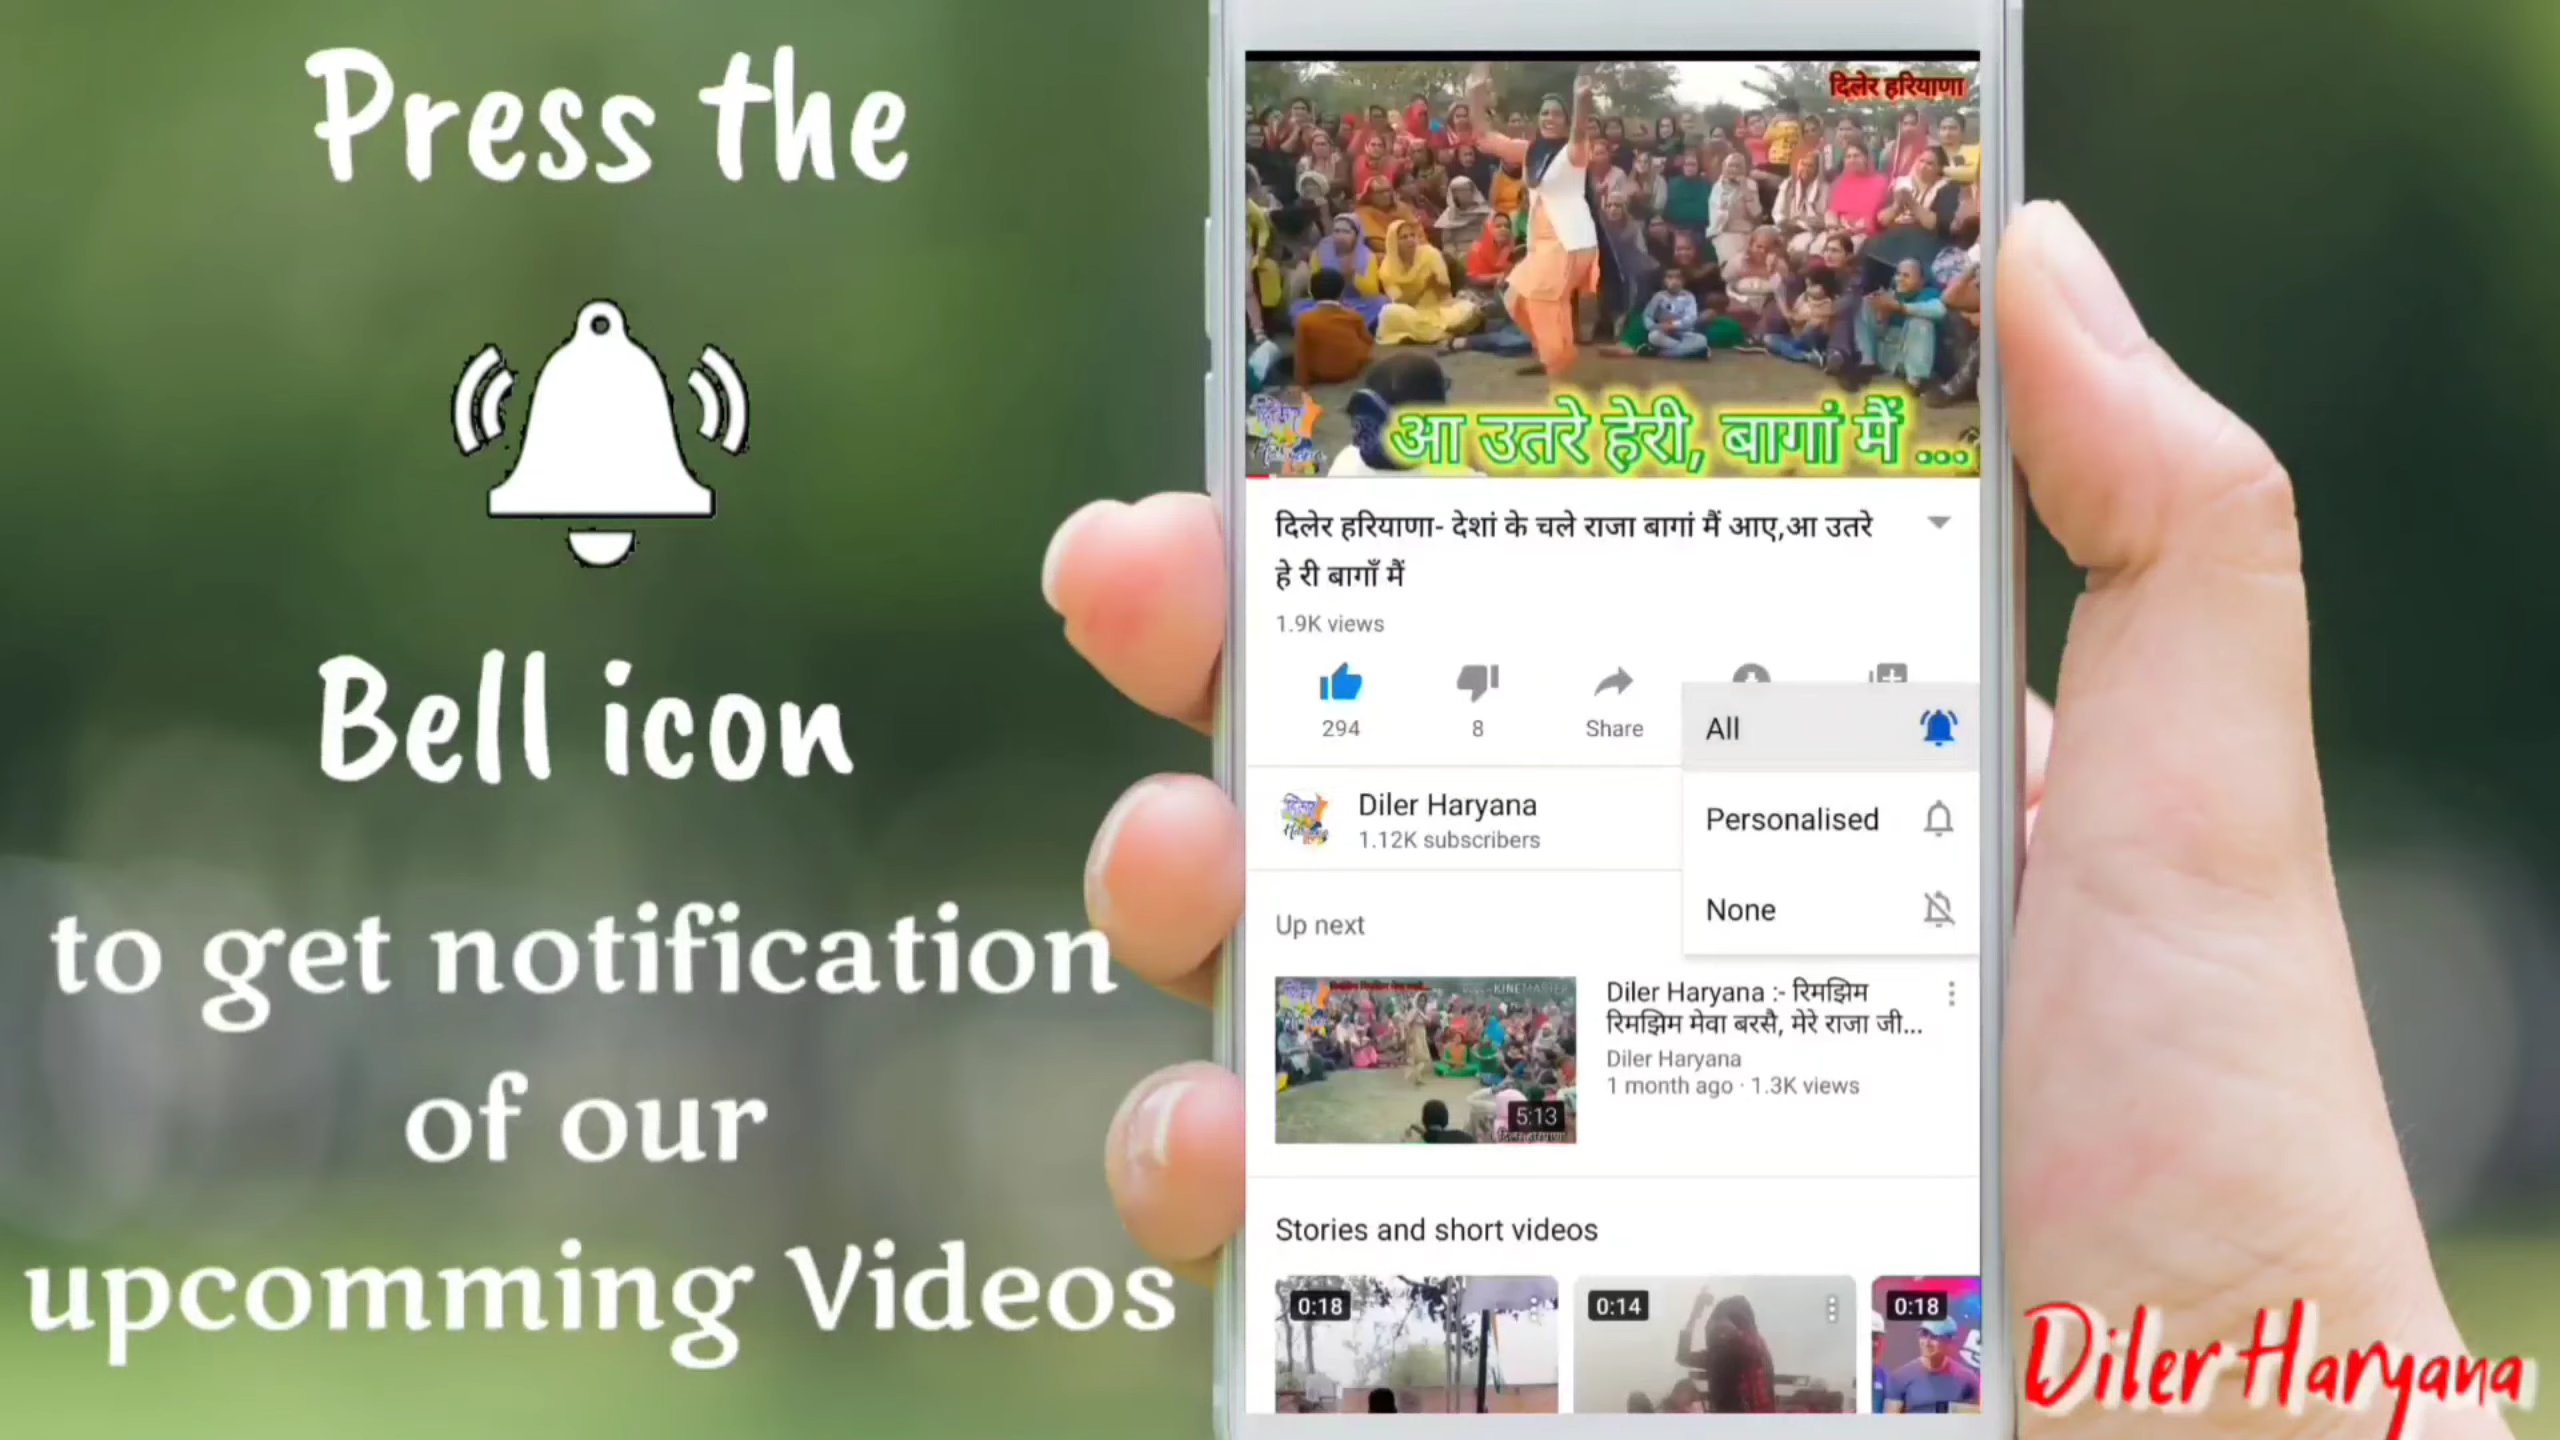 Press the
Bell icon
to get notification
of our
upcomming Videos
दिलेर हरियाणा
आ उतरे हेरी, बागां मैं ...
दिलेर हरियाणा- देशां के चले राजा बागां मैं आए,आ उतरे
हे री बागाँ मैं
1.9K views
294
8
Share
All
Personalised
None
Diler Haryana
1.12K subscribers
Up next
Diler Haryana :- रिमझिम
रिमझिम मेवा बरसै, मेरे राजा जी...
Diler Haryana
1 month ago · 1.3K views
KINEMASTER
5:13
Stories and short videos
0:18
0:14
0:18
Diler Haryana